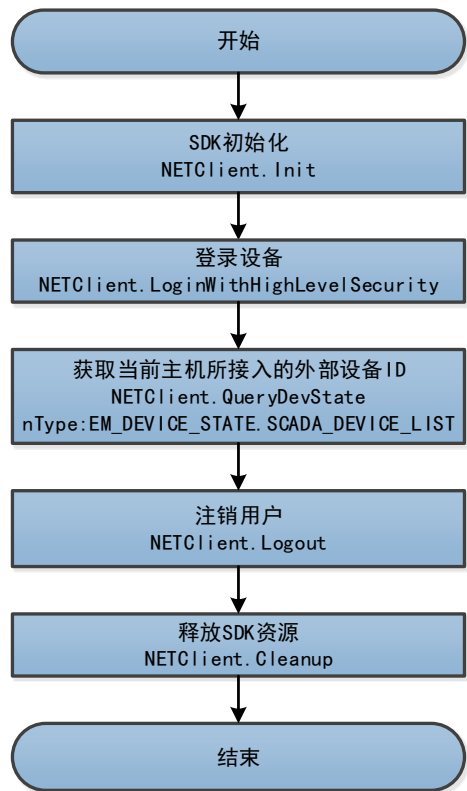 开始
SDK初始化
NETClient.Init
登录设备
NETClient.LoginWithHighLevelSecurity
获取当前主机所接入的外部设备ID
NETClient.QueryDevState
nType:EM_DEVICE_STATE.SCADA_DEVICE_LIST
注销用户
NETClient.Logout
释放SDK资源
NETClient.Cleanup
结束